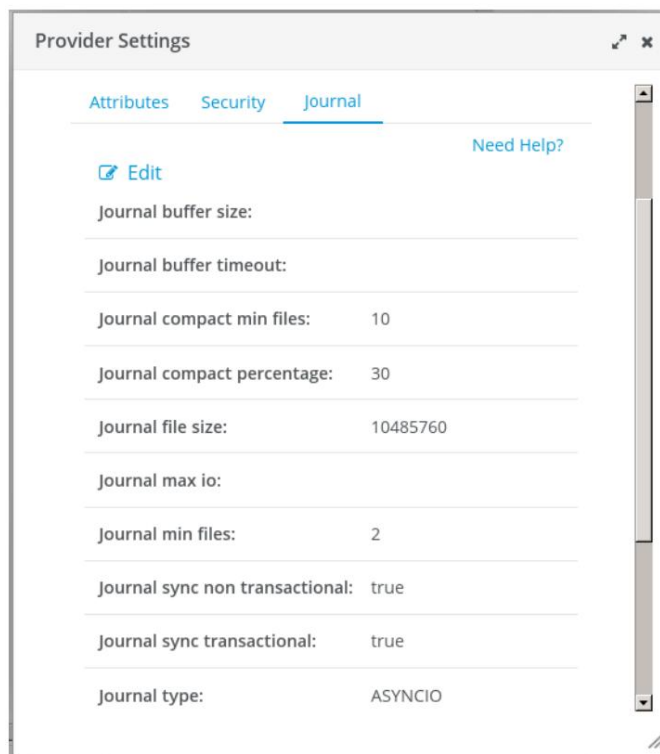 Provider Settings
Attributes Security Journal
Need Help?
Edit
Journal buffer size:
Journal buffer timeout:
Journal compact min files: 10
Journal compact percentage: 30
Journal file size: 10485760
Journal max io:
Journal min files: 2
Journal sync non transactional: true
Journal sync transactional: true
Journal type: ASYNCIO